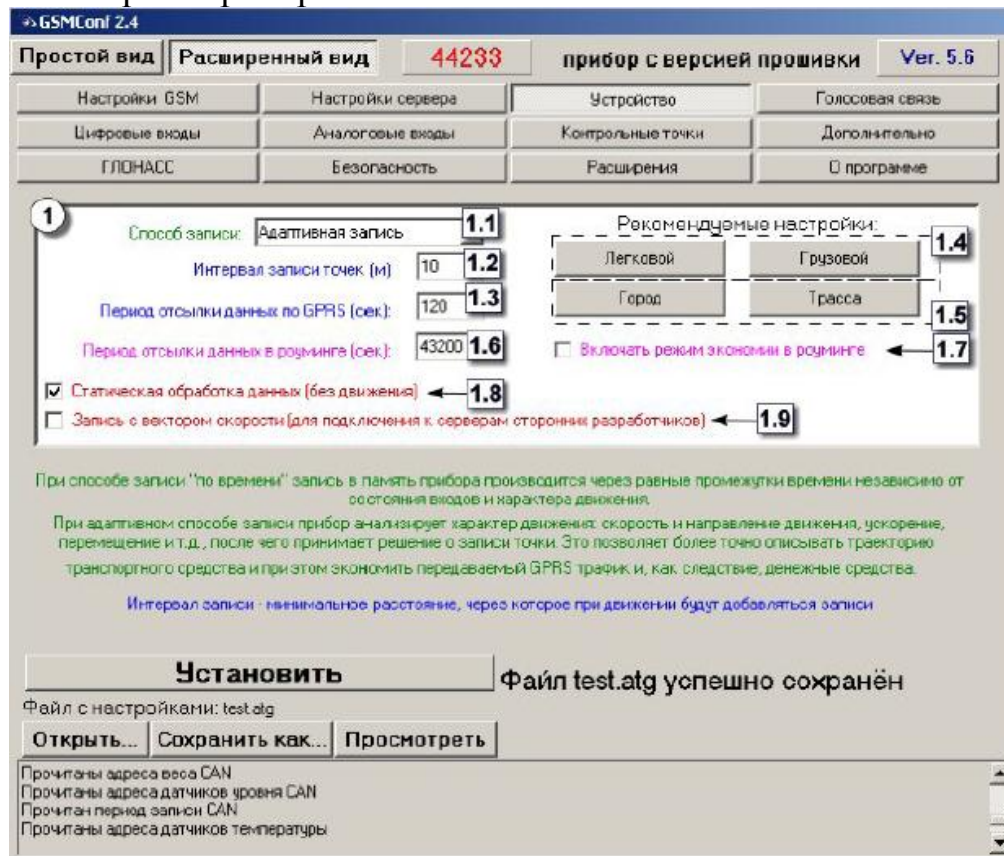 GSMConf 2.4
Простой вид Расширенный вид 44233 прибор с версией прошивки Ver. 5.6
Настройки GSM Настройки сервера Устройство Голосовая связь
Цифровые входы Аналоговые входы Контрольные точки Дополнительно
ГЛОНАСС Безопасность Расширения О программе
1
Способ записи: Адаптивная запись 1.1
Интервал записи точек (м) 10 1.2
Период отсылки данных по GPRS (сек): 120 1.3
Период отсылки данных в роуминге (сек): 43200 1.6
Рекомендуемые настройки:
Легковой Грузовой 1.4
Город Трасса 1.5
Включать режим экономии в роуминге 1.7
Статическая обработка данных (без движения) 1.8
Запись с вектором скорости (для подключения к серверам сторонних разработчиков) 1.9
При способе записи "по времени" запись в память прибора производится через равные промежутки времени независимо от
состояния входов и характера движения.
При адаптивном способе записи прибор анализирует характер движения: скорость и направление движения, ускорение,
перемещение и т.д., после чего принимает решение о записи точки. Это позволяет более точно описывать траекторию
транспортного средства и при этом экономить передаваемый GPRS трафик и, как следствие, денежные средства.
Интервал записи - минимальное расстояние, через которое при движении будут добавляться записи
Установить Файл test.atg успешно сохранён
Файл с настройками: test.atg
Открыть... Сохранить как... Просмотреть
Прочитаны адреса веса CAN
Прочитаны адреса датчиков уровня CAN
Прочитан период записи CAN
Прочитаны адреса датчиков температуры